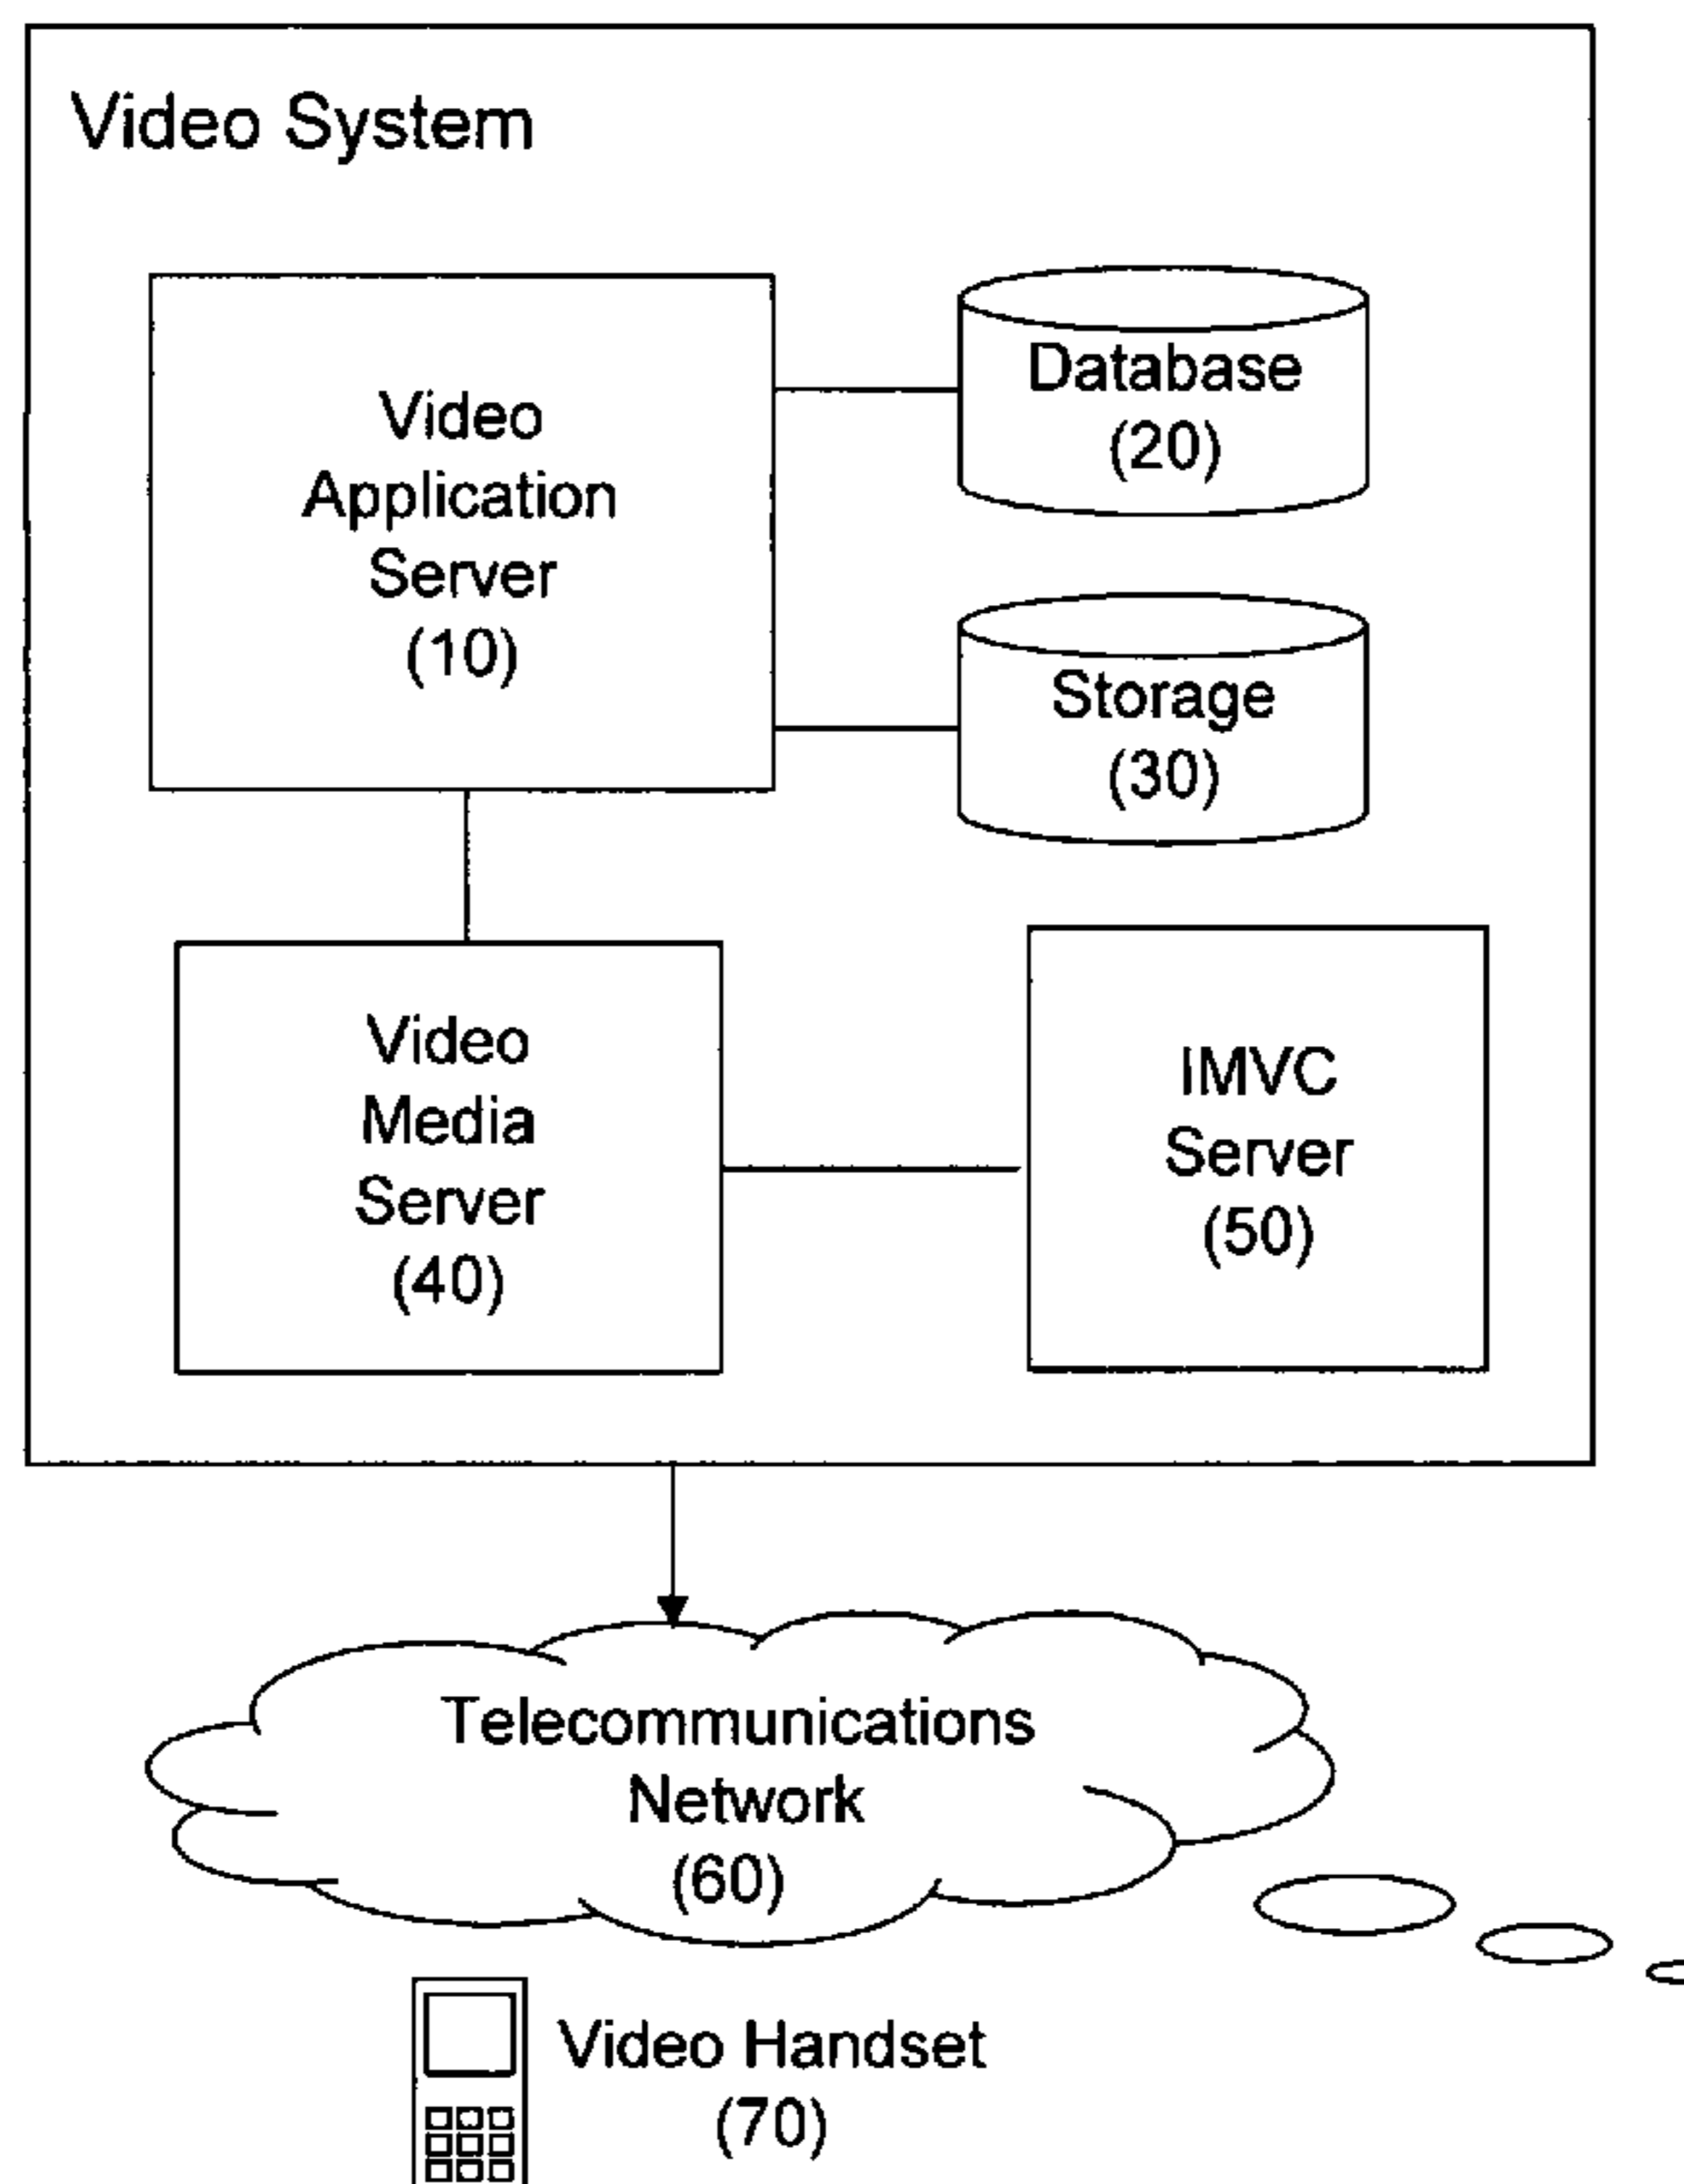 Video System
Video
Application
Server
(10)
Database
(20)
Storage
(30)
Video
Media
Server
(40)
IMVC
Server
(50)
Telecommunications
Network
(60)
Video Handset
(70)